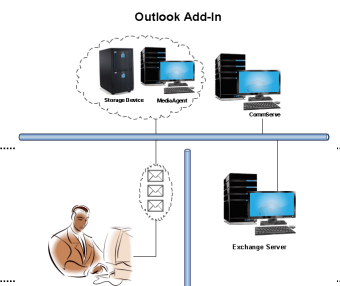 Outlook Add-In
Storage Device
MediaAgent
CommServe
Exchange Server